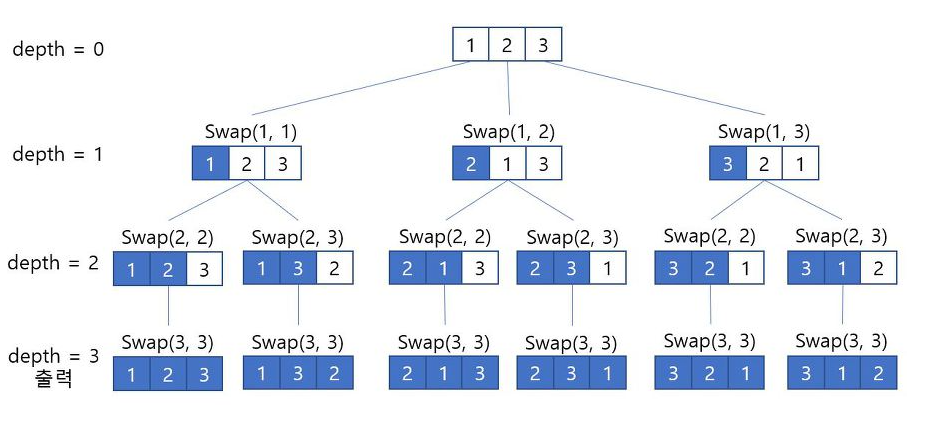 depth = 0
1 2 3
Swap(1, 1) Swap(1, 2) Swap(1, 3)
depth = 1
1 2 3 2 1 3 3 2 1
Swap(2, 2) Swap(2, 3) Swap(2, 2) Swap(2, 3) Swap(2, 2) Swap(2, 3)
depth = 2
1 2 3 1 3 2 2 1 3 2 3 1 3 2 1 3 1 2
Swap(3, 3) Swap(3, 3) Swap(3, 3) Swap(3, 3) Swap(3, 3) Swap(3, 3)
depth = 3
출력
1 2 3 1 3 2 2 1 3 2 3 1 3 2 1 3 1 2